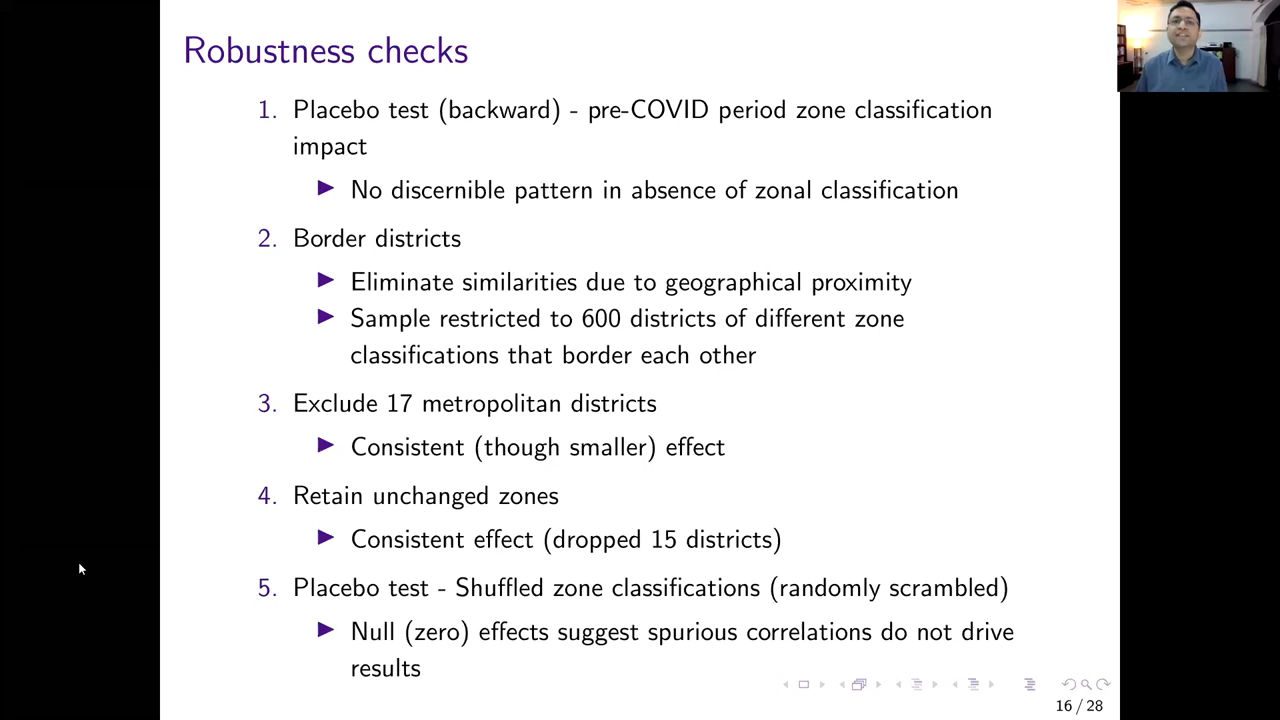 Robustness checks
1. Placebo test (backward) - pre-COVID period zone classification
impact
▶ No discernible pattern in absence of zonal classification
2. Border districts
▶ Eliminate similarities due to geographical proximity
▶ Sample restricted to 600 districts of different zone
classifications that border each other
3. Exclude 17 metropolitan districts
▶ Consistent (though smaller) effect
4. Retain unchanged zones
▶ Consistent effect (dropped 15 districts)
5. Placebo test - Shuffled zone classifications (randomly scrambled)
▶ Null (zero) effects suggest spurious correlations do not drive
results
16 / 28